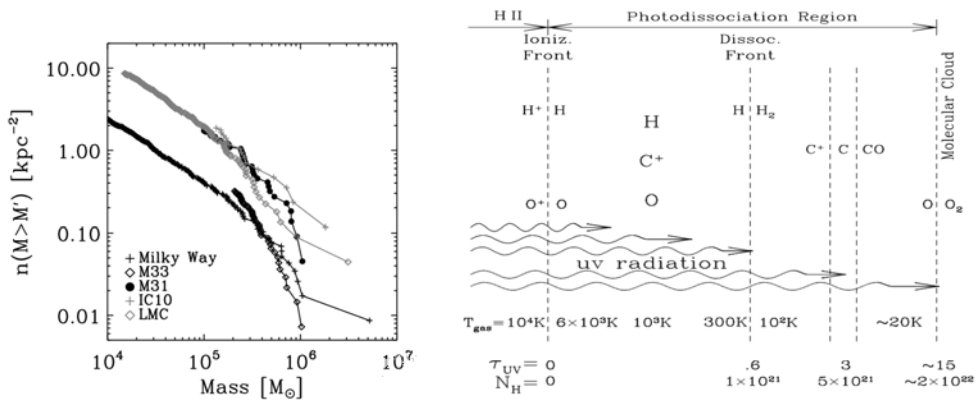 10.00
1.00
0.10
0.01
n(M>M') [kpc⁻²]
Milky Way
M33
M31
IC10
LMC
10⁴ 10⁵ 10⁶ 10⁷
Mass [M☉]
H II Photodissociation Region
Ioniz. Front
Dissoc. Front
Molecular Cloud
H⁺ H H H H₂
C⁺ C⁺ C CO
O⁺ O O O O₂
uv radiation
T_gas=10⁴K 6×10³K 10³K 300K 10²K ~20K
τ_UV= 0 .6 3 ~15
N_H= 0 1×10²¹ 5×10²¹ ~2×10²²